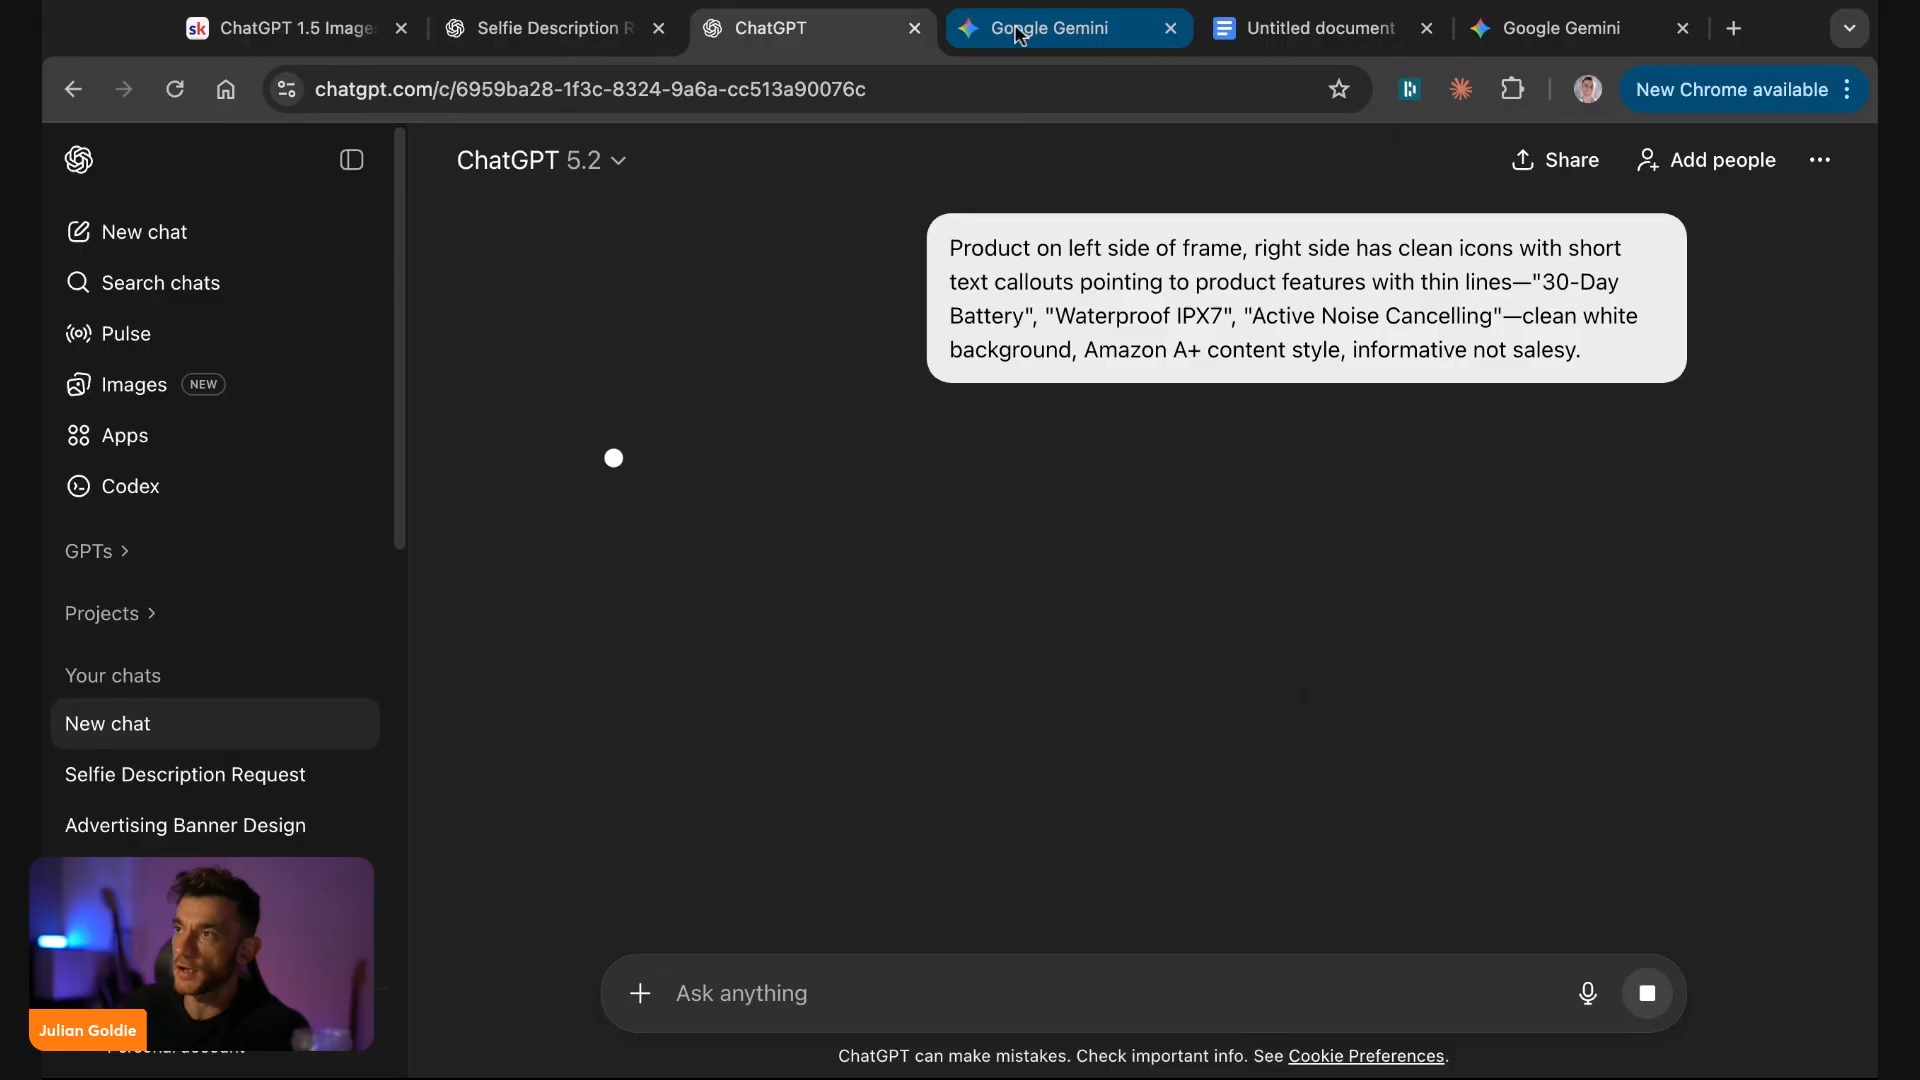 sk ChatGPT 1.5 Image
Selfie Description R
ChatGPT
Google Gemini
Untitled document
Google Gemini
chatgpt.com/c/6959ba28-1f3c-8324-9a6a-cc513a90076c
New Chrome available
ChatGPT 5.2
Share
Add people
New chat
Search chats
Pulse
Images NEW
Apps
Codex
GPTs
Projects
Your chats
New chat
Selfie Description Request
Advertising Banner Design
Product on left side of frame, right side has clean icons with short
text callouts pointing to product features with thin lines—"30-Day
Battery", "Waterproof IPX7", "Active Noise Cancelling"—clean white
background, Amazon A+ content style, informative not salesy.
Ask anything
ChatGPT can make mistakes. Check important info. See Cookie Preferences.
Julian Goldie